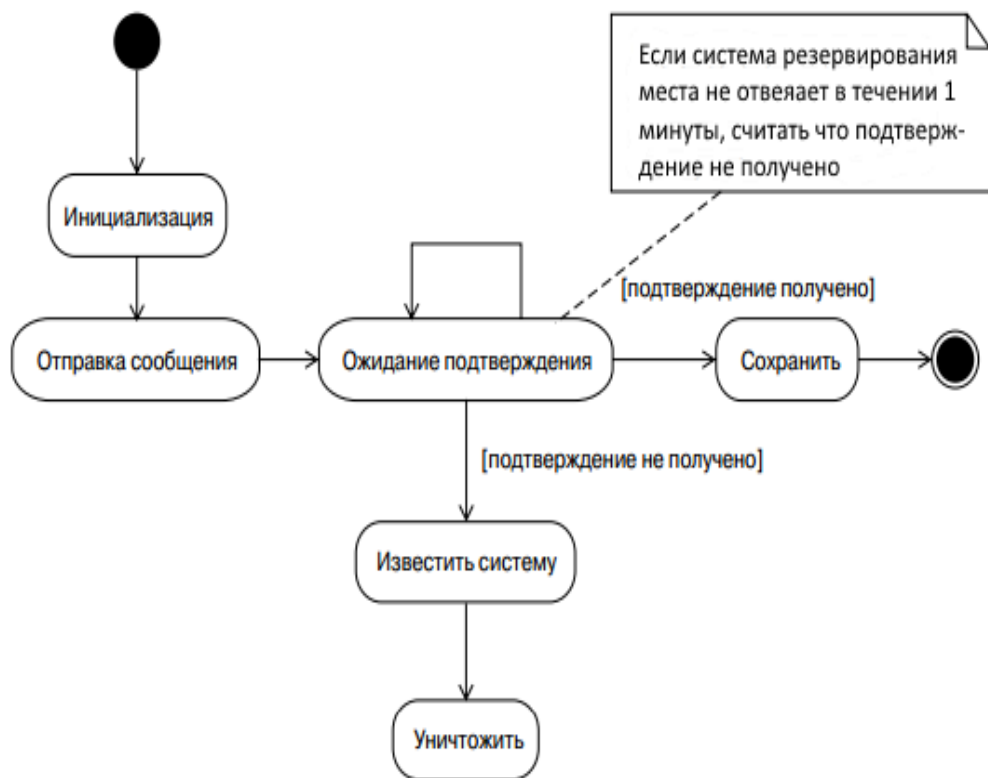 Если система резервирования
места не отвеяает в течении 1
минуты, считать что подтверж-
дение не получено
Инициализация
[подтверждение получено]
Отправка сообщения
Ожидание подтверждения
Сохранить
[подтверждение не получено]
Известить систему
Уничтожить